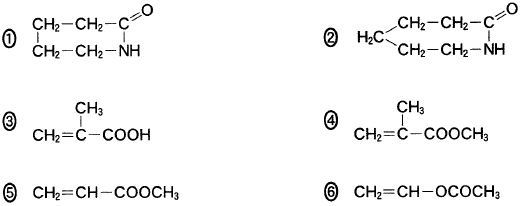 ① CH₂-CH₂-C=O
CH₂-CH₂-NH
② CH₂-CH₂-C=O
H₂C
CH₂-CH₂-NH
③ CH₃
CH₂=C-COOH
④ CH₃
CH₂=C-COOCH₃
⑤ CH₂=CH-COOCH₃
⑥ CH₂=CH-OCOCH₃